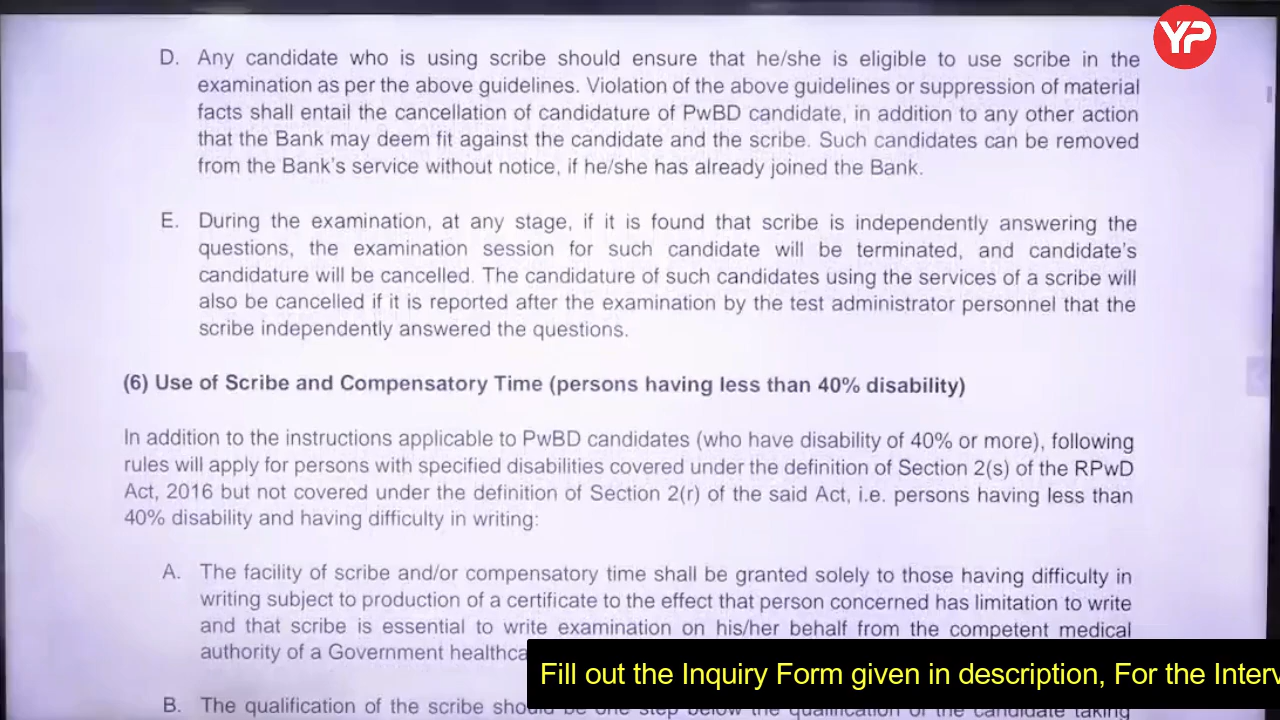 YP
D. Any candidate who is using scribe should ensure that he/she is eligible to use scribe in the
examination as per the above guidelines. Violation of the above guidelines or suppression of material
facts shall entail the cancellation of candidature of PwBD candidate, in addition to any other action
that the Bank may deem fit against the candidate and the scribe. Such candidates can be removed
from the Bank's service without notice, if he/she has already joined the Bank.
E. During the examination, at any stage, if it is found that scribe is independently answering the
questions, the examination session for such candidate will be terminated, and candidate's
candidature will be cancelled. The candidature of such candidates using the services of a scribe will
also be cancelled if it is reported after the examination by the test administrator personnel that the
scribe independently answered the questions.
(6) Use of Scribe and Compensatory Time (persons having less than 40% disability)
In addition to the instructions applicable to PwBD candidates (who have disability of 40% or more), following
rules will apply for persons with specified disabilities covered under the definition of Section 2(s) of the RPwD
Act, 2016 but not covered under the definition of Section 2(r) of the said Act, i.e. persons having less than
40% disability and having difficulty in writing:
A. The facility of scribe and/or compensatory time shall be granted solely to those having difficulty in
writing subject to production of a certificate to the effect that person concerned has limitation to write
and that scribe is essential to write examination on his/her behalf from the competent medical
authority of a Government
Fill out the Inquiry Form given in description, For the
B. The qualification of the scribe should be one step below the qualification of the candidate taking